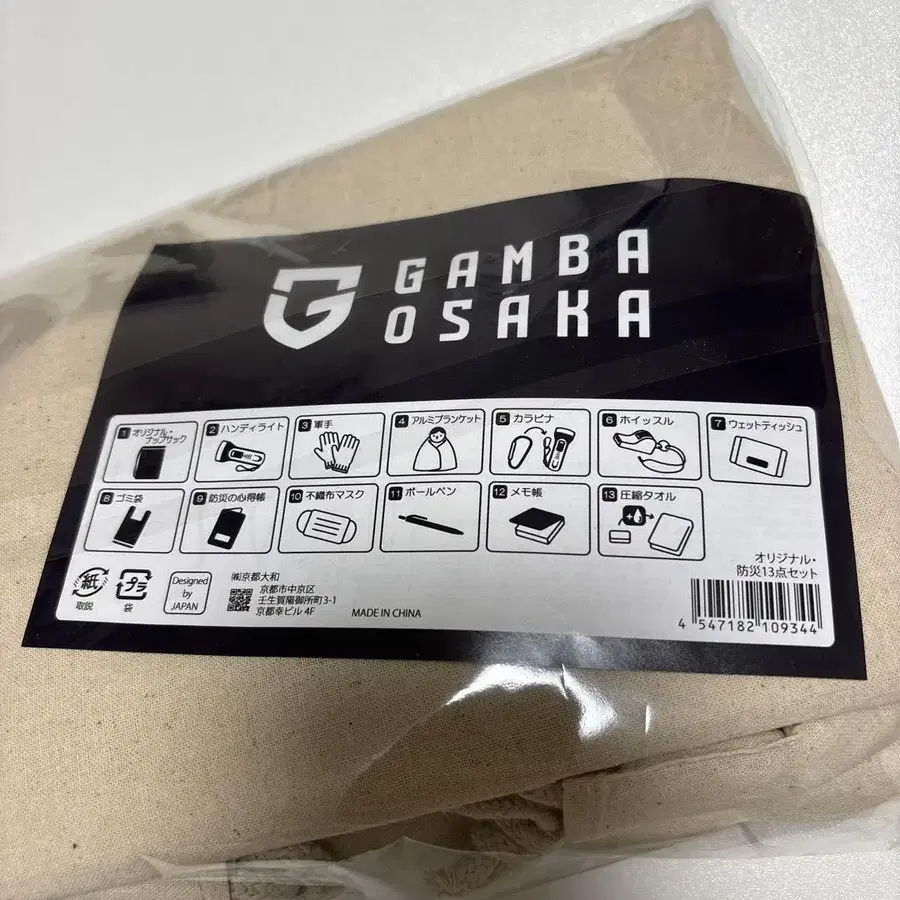 G
GAMBA
OSAKA
1 オリジナル・
ナップサック
2 ハンディライト
3 軍手
4 アルミブランケット
5 カラビナ
6 ホイッスル
7 ウェットティッシュ
8 ゴミ袋
9 防災の心得帳
10 不織布マスク
11 ボールペン
12 メモ帳
13 圧縮タオル
オリジナル・
防災13点セット
紙
取説
プラ
袋
Designed
by
JAPAN
㈱京都大和
京都市中京区
壬生賀陽御所町3-1
京都幸ビル 4F
MADE IN CHINA
4 547182 109344